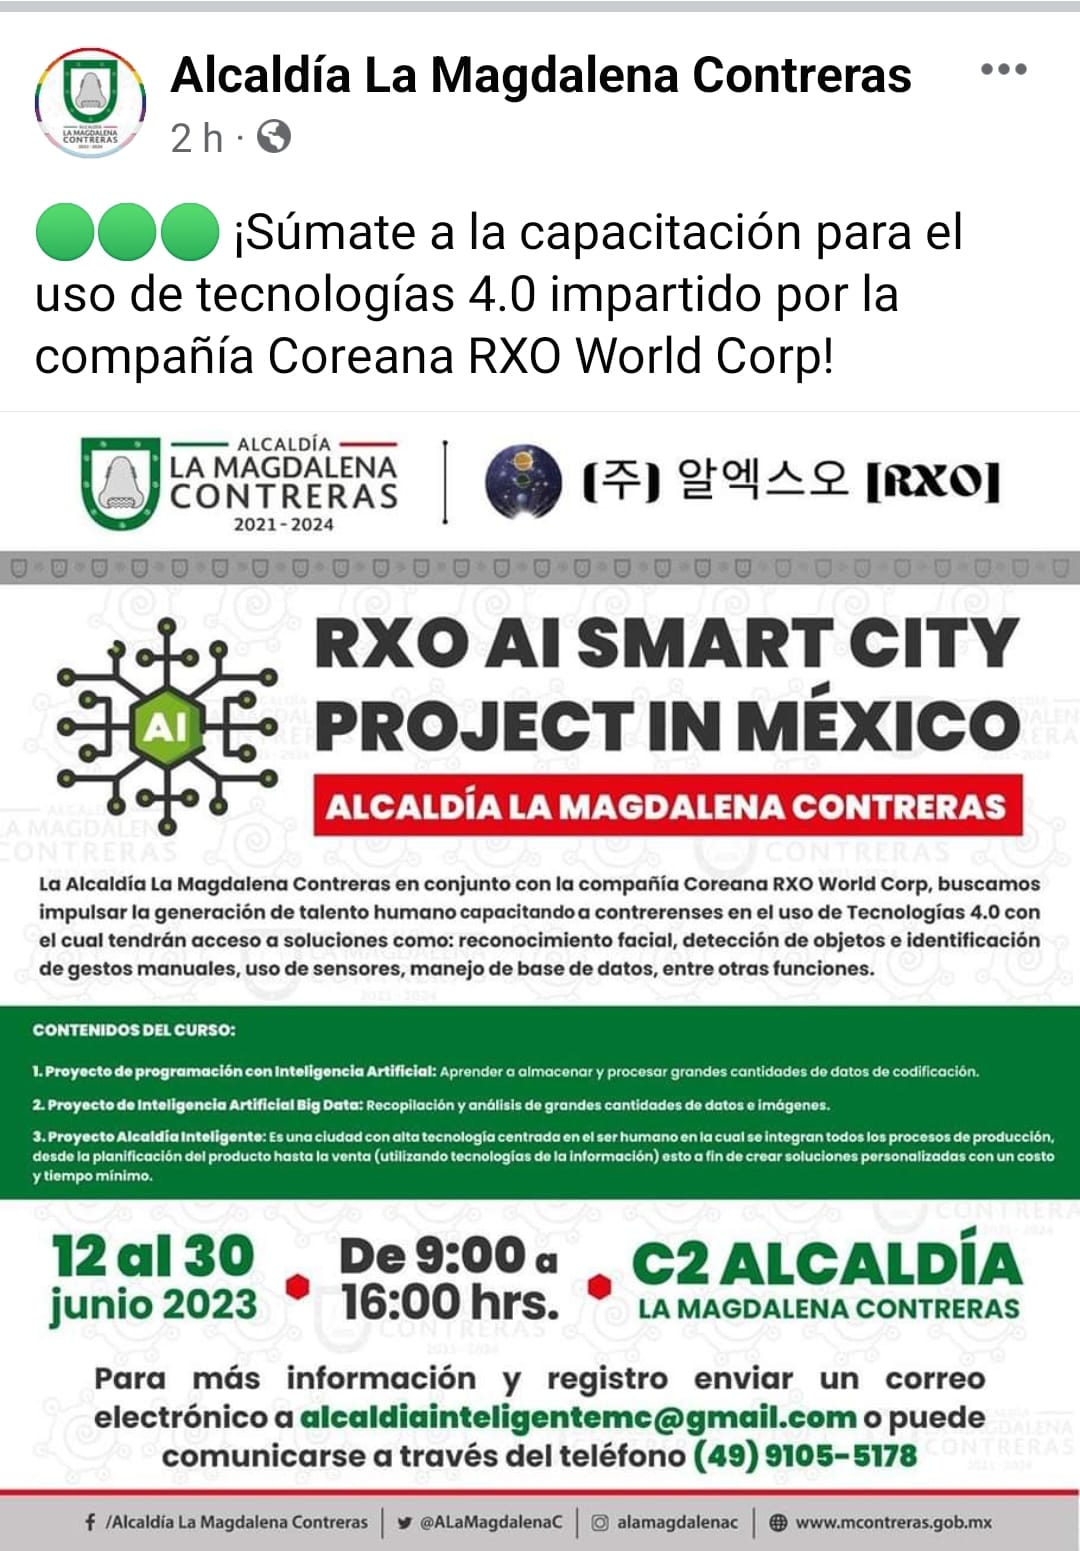 Alcaldía La Magdalena Contreras
2 h ·
¡Súmate a la capacitación para el
uso de tecnologías 4.0 impartido por la
compañía Coreana RXO World Corp!
ALCALDÍA
LA MAGDALENA
CONTRERAS
2021-2024
(주) 알엑스오 [RXO]
AI
RXO AI SMART CITY
PROJECT IN MÉXICO
ALCALDÍA LA MAGDALENA CONTRERAS
La Alcaldía La Magdalena Contreras en conjunto con la compañía Coreana RXO World Corp, buscamos
impulsar la generación de talento humano capacitando a contrerenses en el uso de Tecnologías 4.0 con
el cual tendrán acceso a soluciones como: reconocimiento facial, detección de objetos e identificación
de gestos manuales, uso de sensores, manejo de base de datos, entre otras funciones.
CONTENIDOS DEL CURSO:
1. Proyecto de programación con Inteligencia Artificial: Aprender a almacenar y procesar grandes cantidades de datos de codificación.
2. Proyecto de Inteligencia Artificial Big Data: Recopilación y análisis de grandes cantidades de datos e imágenes.
3. Proyecto Alcaldía Inteligente: Es una ciudad con alta tecnología centrada en el ser humano en la cual se integran todos los procesos de producción,
desde la planificación del producto hasta la venta (utilizando tecnologías de la información) esto a fin de crear soluciones personalizadas con un costo
y tiempo mínimo.
12 al 30
junio 2023
De 9:00 a
16:00 hrs.
C2 ALCALDÍA
LA MAGDALENA CONTRERAS
Para más información y registro enviar un correo
electrónico a alcaldiainteligentemc@gmail.com o puede
comunicarse a través del teléfono (49) 9105-5178
/Alcaldía La Magdalena Contreras | @ALaMagdalenaC | alamagdalenac | www.mcontreras.gob.mx